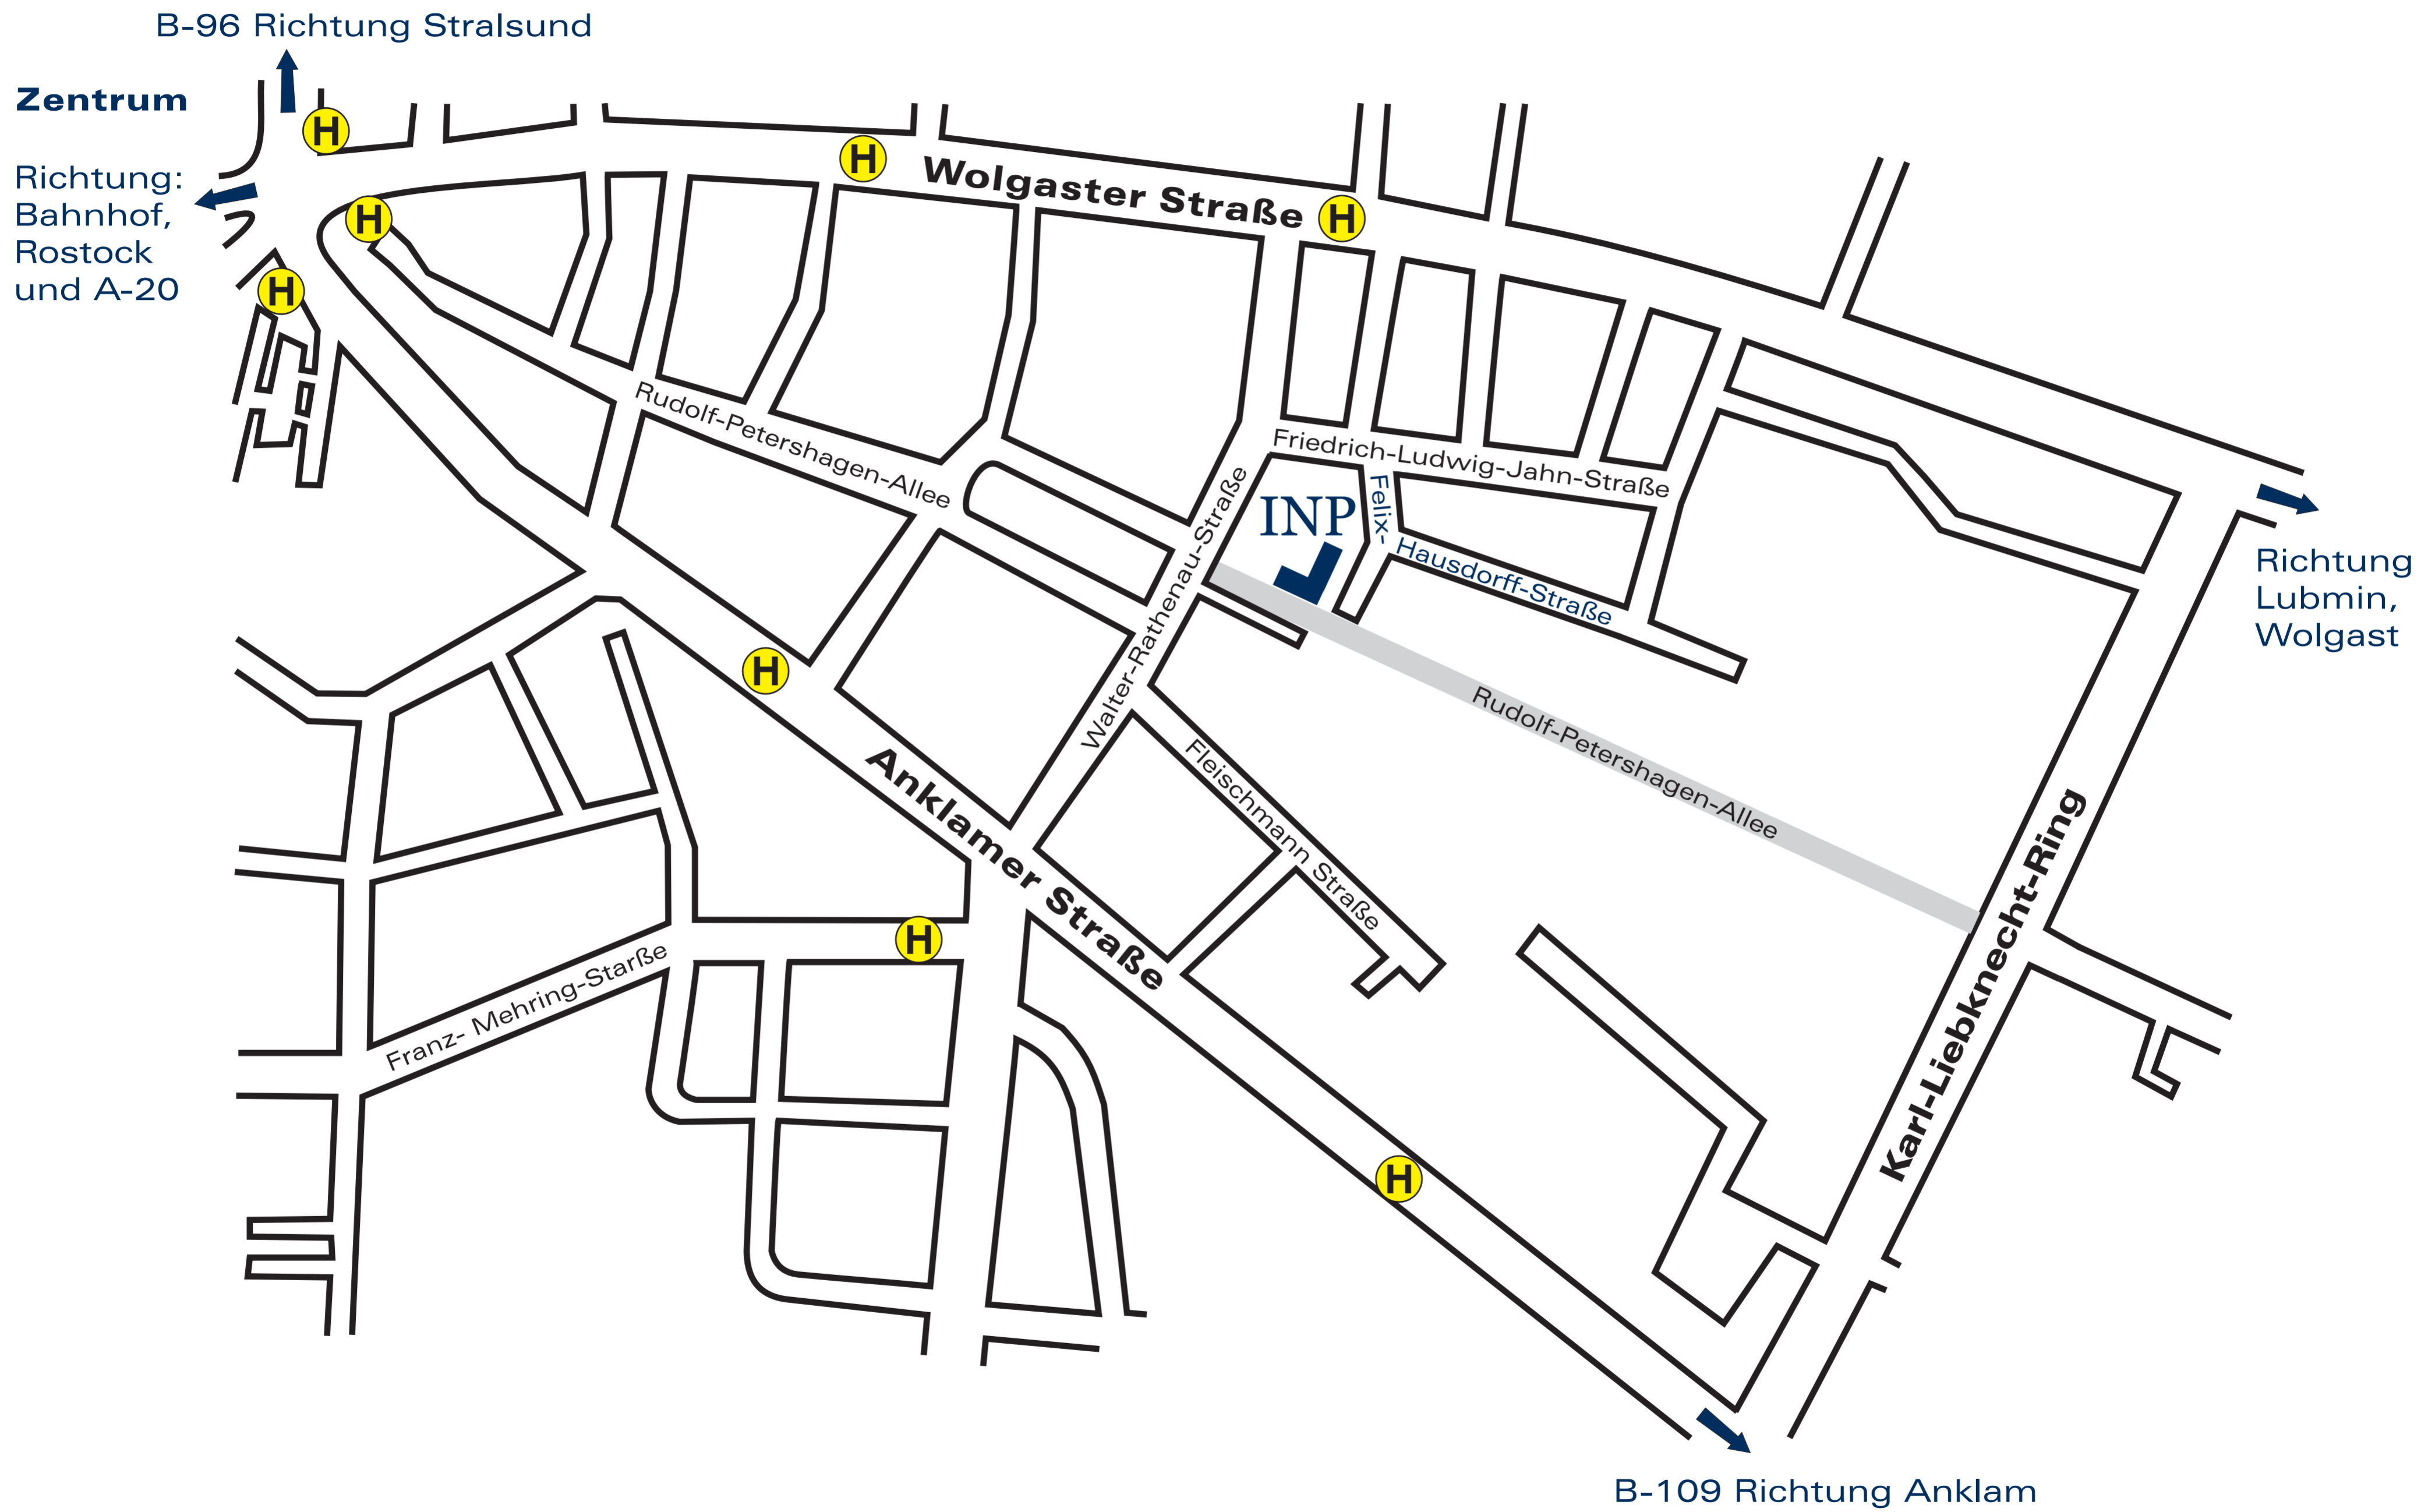 B-96 Richtung Stralsund
Zentrum
H
H
Richtung:
Bahnhof,
Rostock
und A-20
H
H
Wolgaster Straße
H
H
Rudolf-Petershagen-Allee
Friedrich-Ludwig-Jahn-Straße
INP
Felix-
Hausdorff-Straße
Walter-Rathenau-Straße
Richtung
Lubmin,
Wolgast
H
Rudolf-Petershagen-Allee
Fleischmann Straße
Anklamer Straße
Karl-Liebknecht-Ring
H
Franz- Mehring-Starße
H
B-109 Richtung Anklam